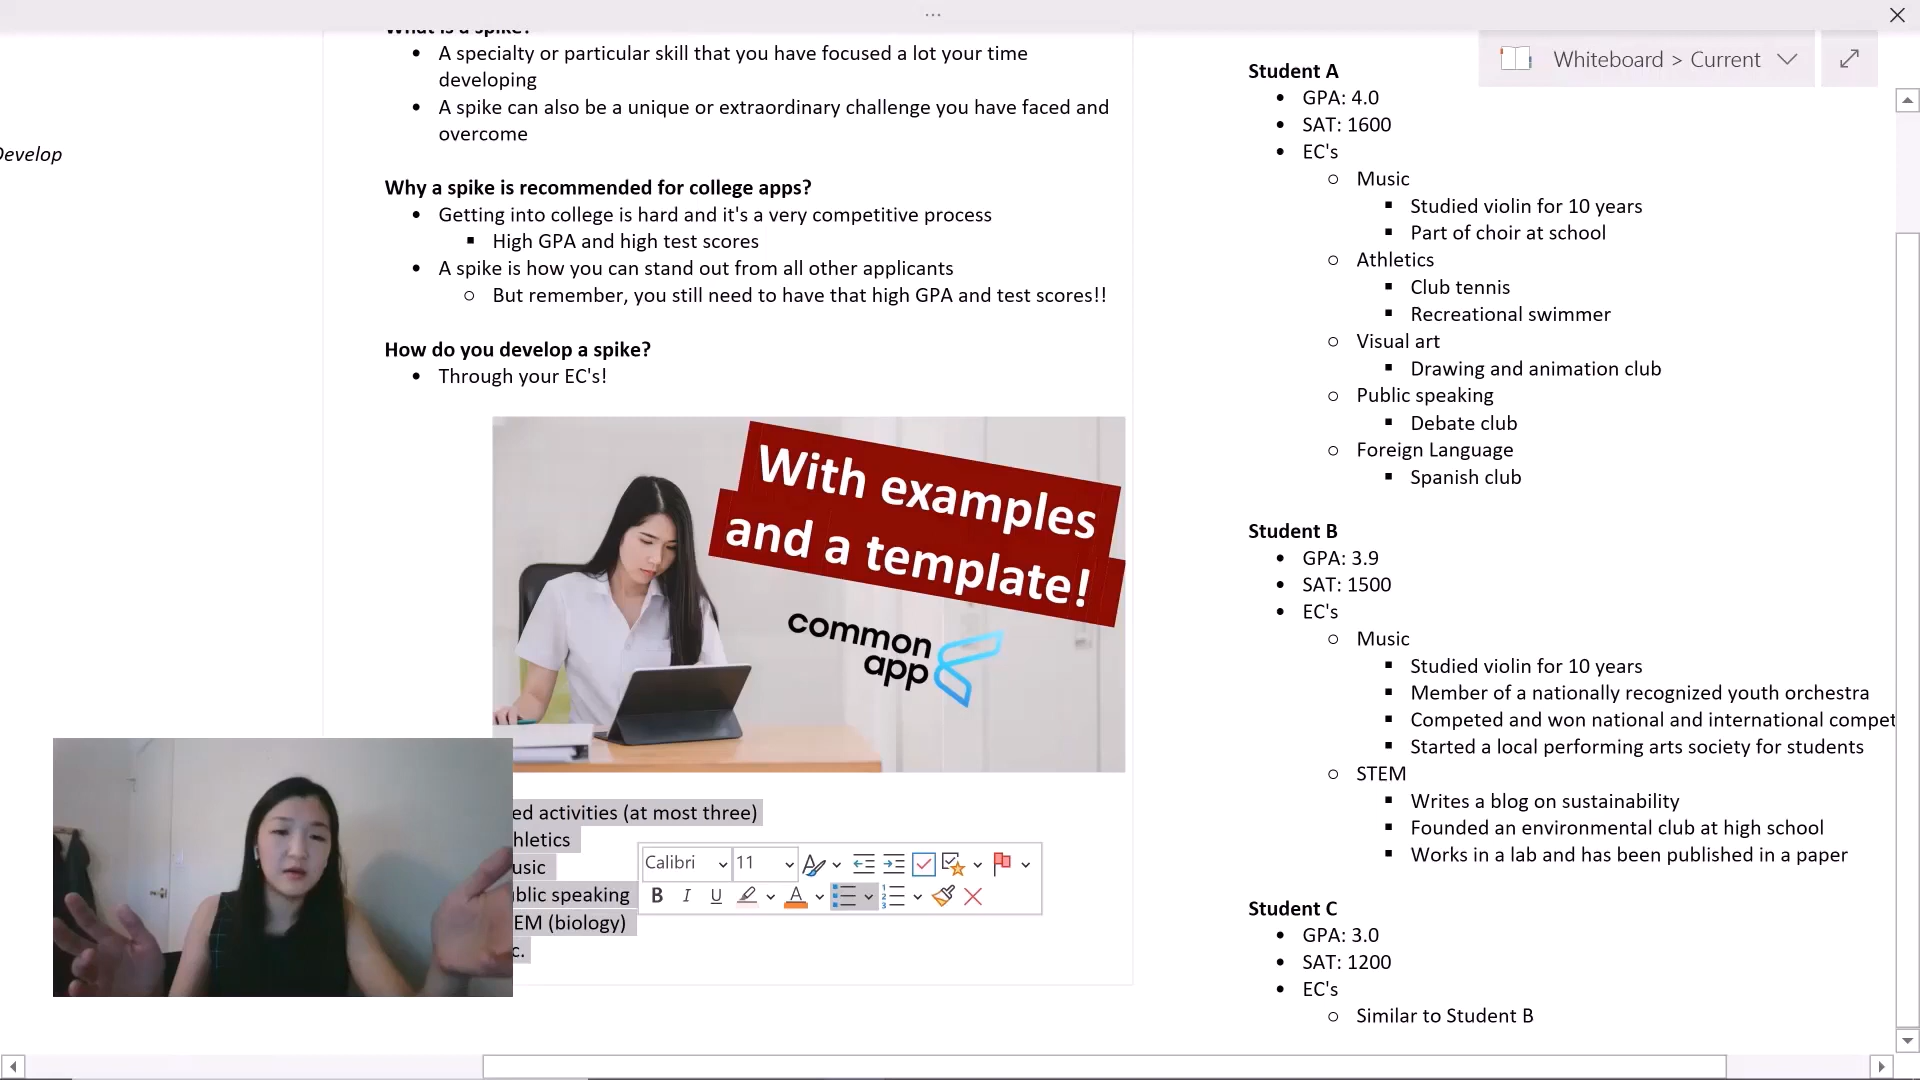 What is a spike?
• A specialty or particular skill that you have focused a lot your time
developing
• A spike can also be a unique or extraordinary challenge you have faced and
overcome
Develop
Why a spike is recommended for college apps?
• Getting into college is hard and it's a very competitive process
▪ High GPA and high test scores
• A spike is how you can stand out from all other applicants
○ But remember, you still need to have that high GPA and test scores!!
How do you develop a spike?
• Through your EC's!
With examples
and a template!
common
app
ed activities (at most three)
hletics
usic
ublic speaking
EM (biology)
c.
Calibri 11
B I U
Whiteboard > Current
Student A
• GPA: 4.0
• SAT: 1600
• EC's
○ Music
▪ Studied violin for 10 years
▪ Part of choir at school
○ Athletics
▪ Club tennis
▪ Recreational swimmer
○ Visual art
▪ Drawing and animation club
○ Public speaking
▪ Debate club
○ Foreign Language
▪ Spanish club
Student B
• GPA: 3.9
• SAT: 1500
• EC's
○ Music
▪ Studied violin for 10 years
▪ Member of a nationally recognized youth orchestra
▪ Competed and won national and international compet
▪ Started a local performing arts society for students
○ STEM
▪ Writes a blog on sustainability
▪ Founded an environmental club at high school
▪ Works in a lab and has been published in a paper
Student C
• GPA: 3.0
• SAT: 1200
• EC's
○ Similar to Student B